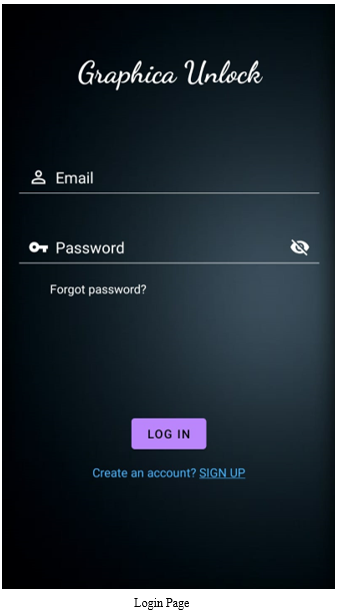 Graphica Unlock
Email
Password
Forgot password?
LOG IN
Create an account? SIGN UP
Login Page